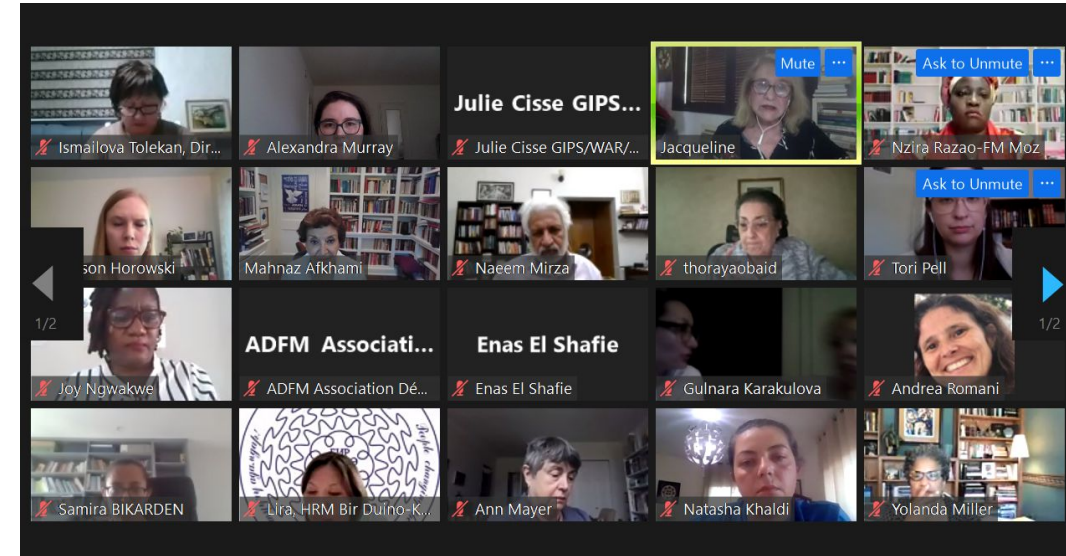 Mute ...
Ask to Unmute ...
Julie Cisse GIPS...
Ismailova Tolekan, Dir...
Alexandra Murray
Julie Cisse GIPS/WAR/...
Jacqueline
Nzira Razao-FM Moz
Ask to Unmute ...
son Horowski
Mahnaz Afkhami
Naeem Mirza
thorayaobaid
Tori Pell
1/2
1/2
ADFM Associati...
Enas El Shafie
Joy Ngwakwe
ADFM Association Dé...
Enas El Shafie
Gulnara Karakulova
Andrea Romani
Samira BIKARDEN
Lira, HRM Bir Duino-K...
Ann Mayer
Natasha Khaldi
Yolanda Miller